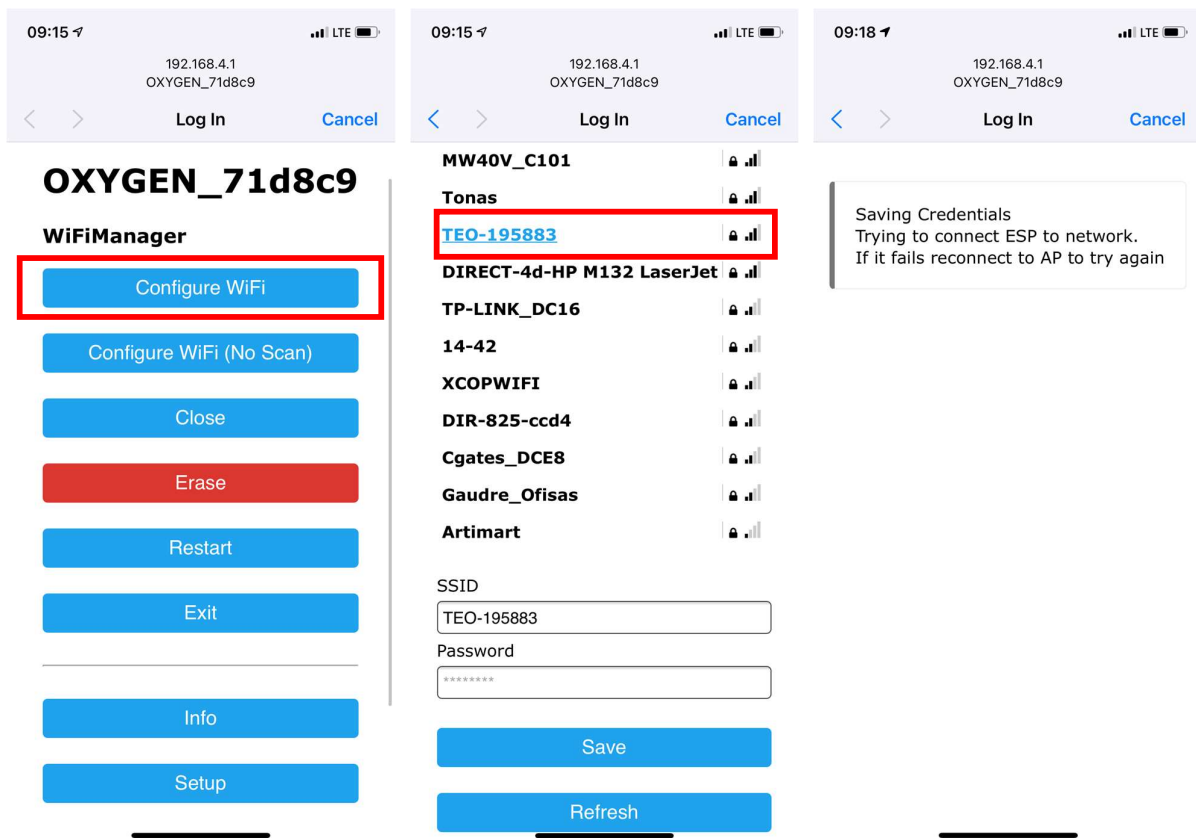 09:15
LTE
192.168.4.1
OXYGEN_71d8c9
Log In
Cancel
OXYGEN_71d8c9
WiFiManager
Configure WiFi
Configure WiFi (No Scan)
Close
Erase
Restart
Exit
Info
Setup
09:15
LTE
192.168.4.1
OXYGEN_71d8c9
Log In
Cancel
MW40V_C101
Tonas
TEO-195883
DIRECT-4d-HP M132 LaserJet
TP-LINK_DC16
14-42
XCOPWIFI
DIR-825-ccd4
Cgates_DCE8
Gaudre_Ofisas
Artimart
SSID
TEO-195883
Password
********
Save
Refresh
09:18
LTE
192.168.4.1
OXYGEN_71d8c9
Log In
Cancel
Saving Credentials
Trying to connect ESP to network.
If it fails reconnect to AP to try again